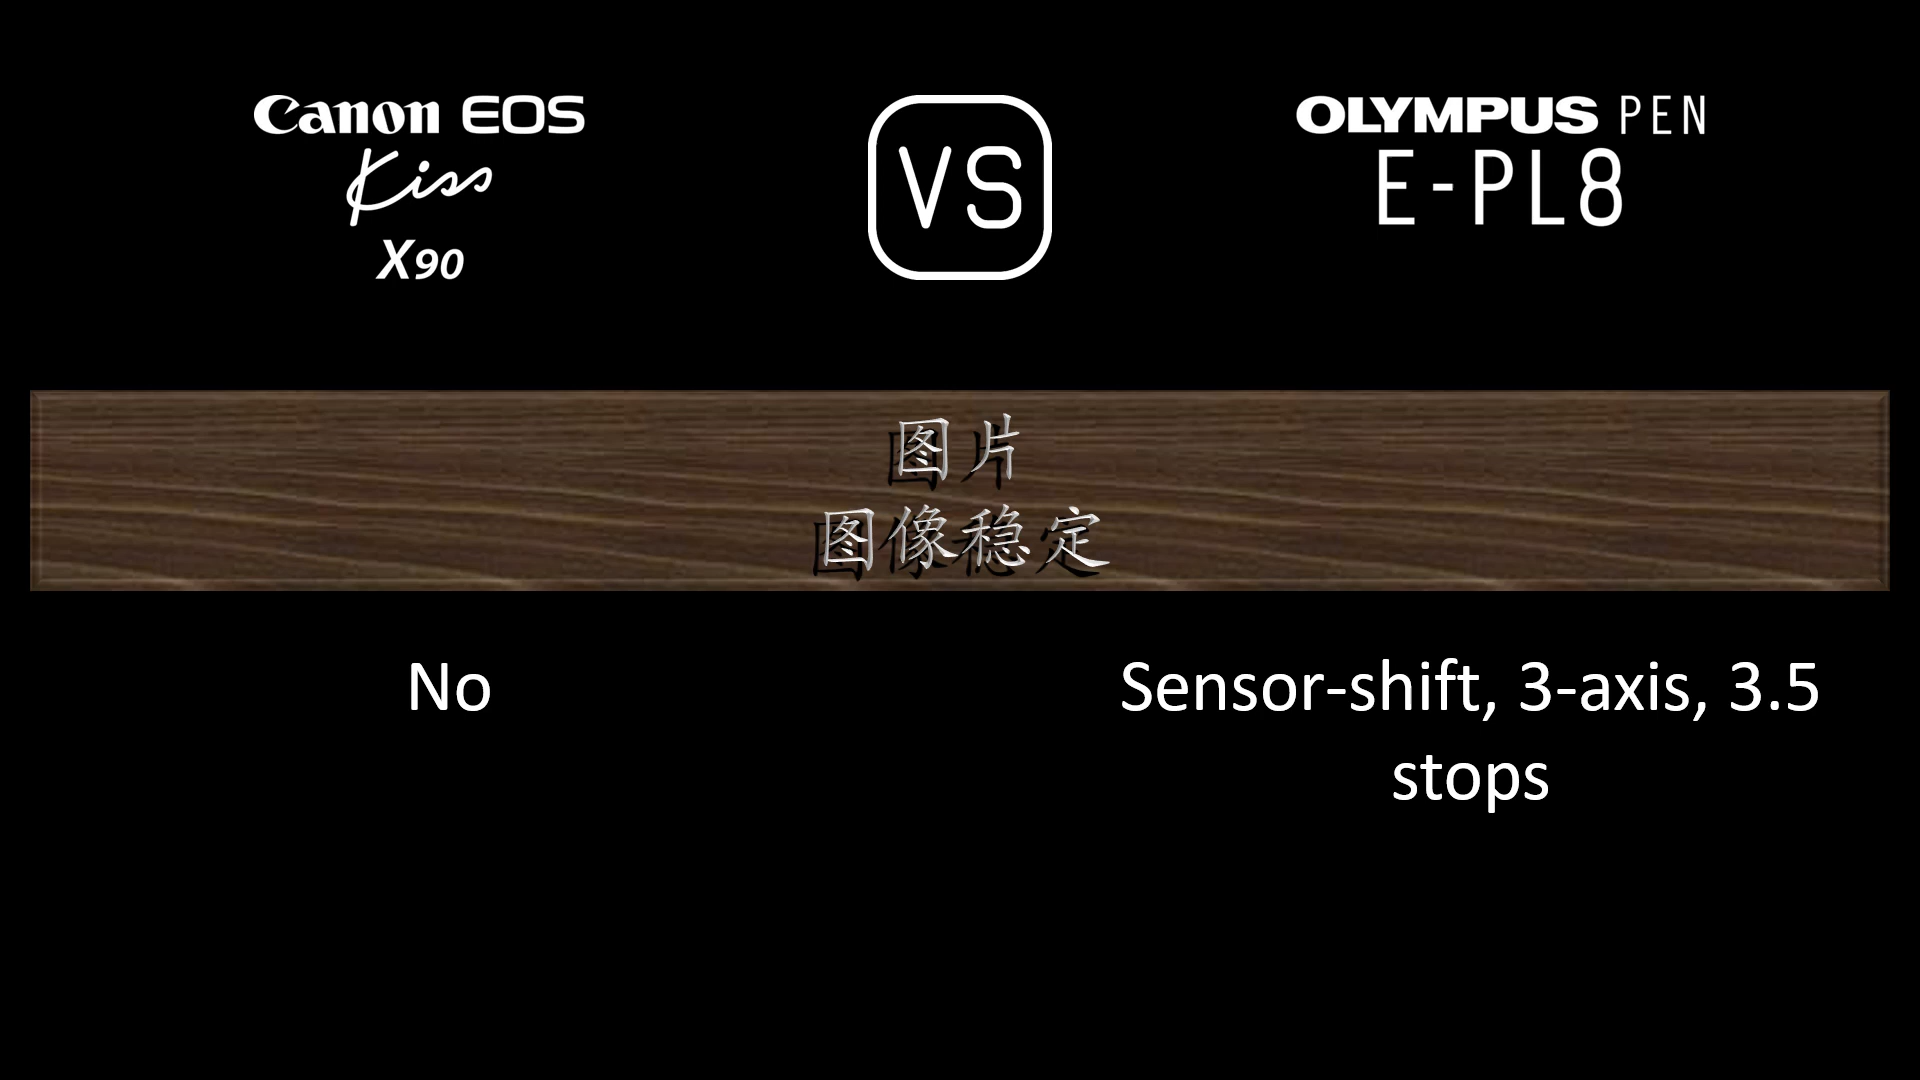 Canon EOS
Kiss
X90
VS
OLYMPUS PEN
E-PL8
图片
图像稳定
No
Sensor-shift, 3-axis, 3.5
stops